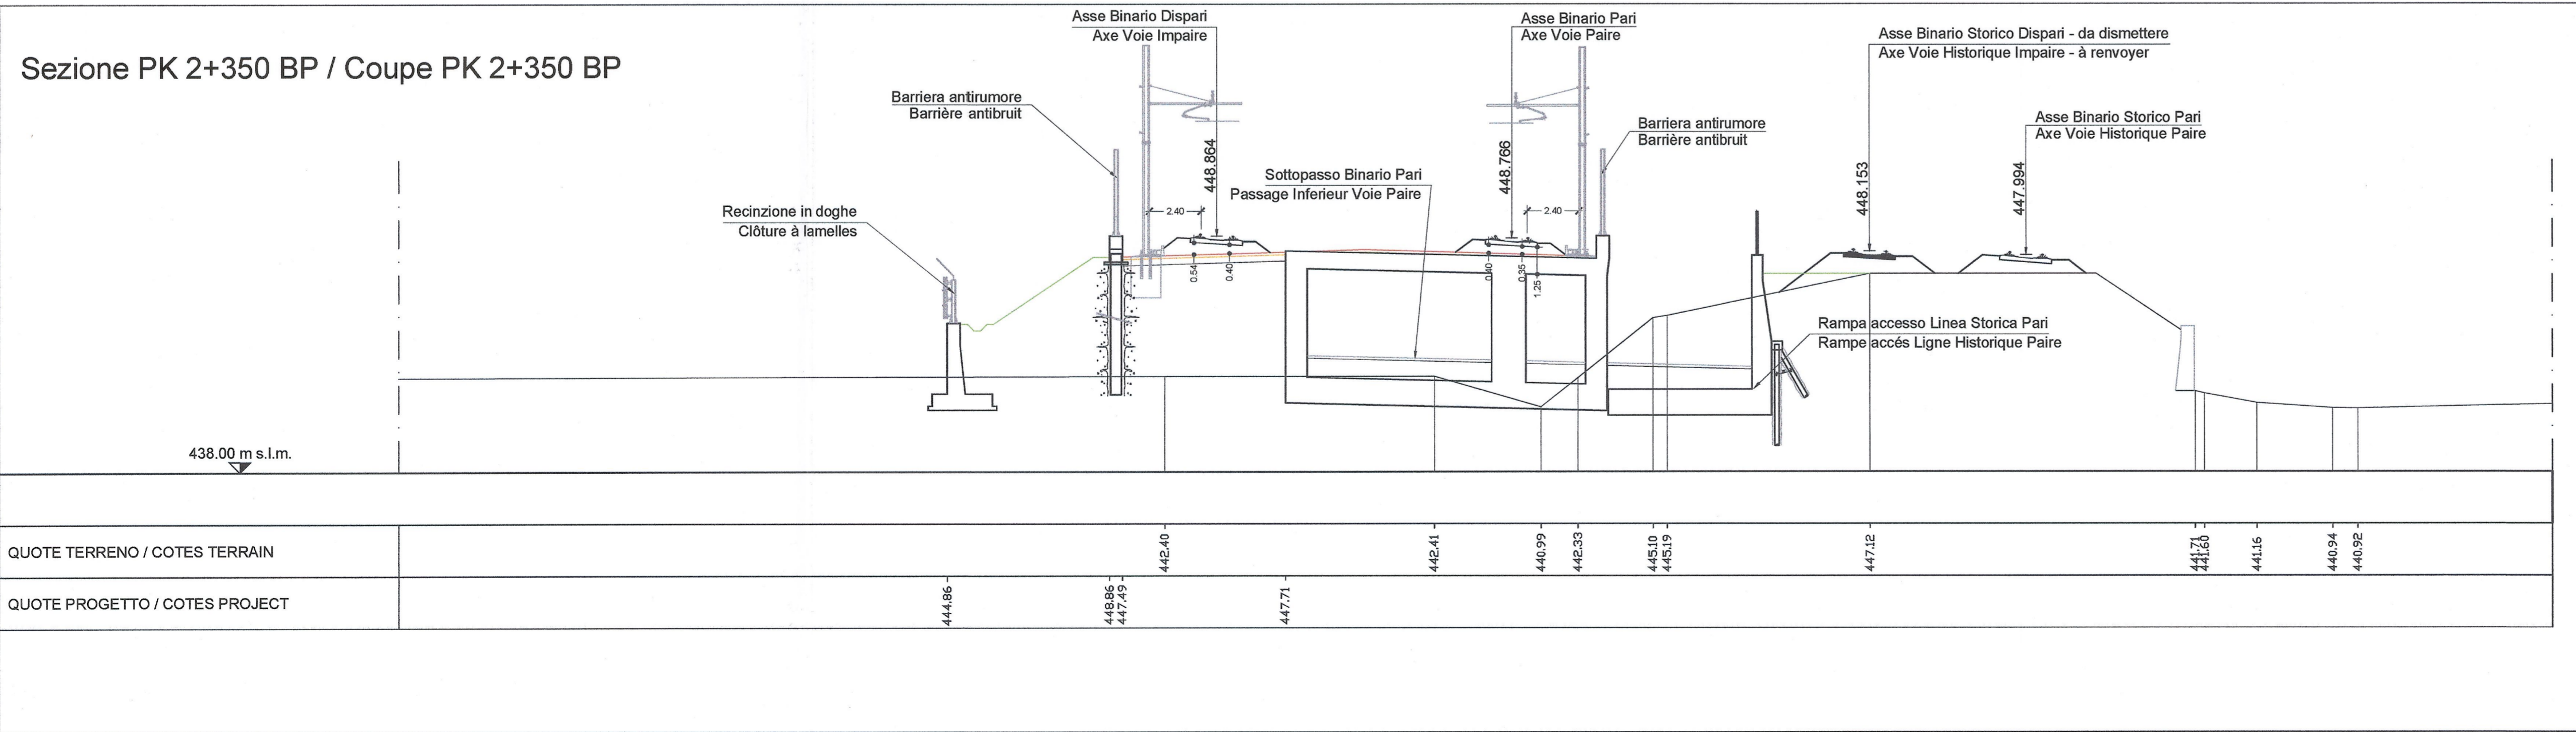 Sezione PK 2+350 BP / Coupe PK 2+350 BP
Asse Binario Dispari
Axe Voie Impaire
Asse Binario Pari
Axe Voie Paire
Asse Binario Storico Dispari - da dismettere
Axe Voie Historique Impaire - à renvoyer
Barriera antirumore
Barrière antibruit
Asse Binario Storico Pari
Axe Voie Historique Paire
Barriera antirumore
Barrière antibruit
448.864
448.766
448.153
447.994
Sottopasso Binario Pari
Passage Inferieur Voie Paire
Recinzione in doghe
Clôture à lamelles
2.40
2.40
0.54
0.40
0.40
0.35
1.25
Rampa accesso Linea Storica Pari
Rampe accés Ligne Historique Paire
438.00 m s.l.m.
QUOTE TERRENO / COTES TERRAIN
442.40
442.41
440.99
442.33
445.10
445.19
447.12
441.71
441.60
441.16
440.94
440.92
QUOTE PROGETTO / COTES PROJECT
444.86
448.86
447.49
447.71